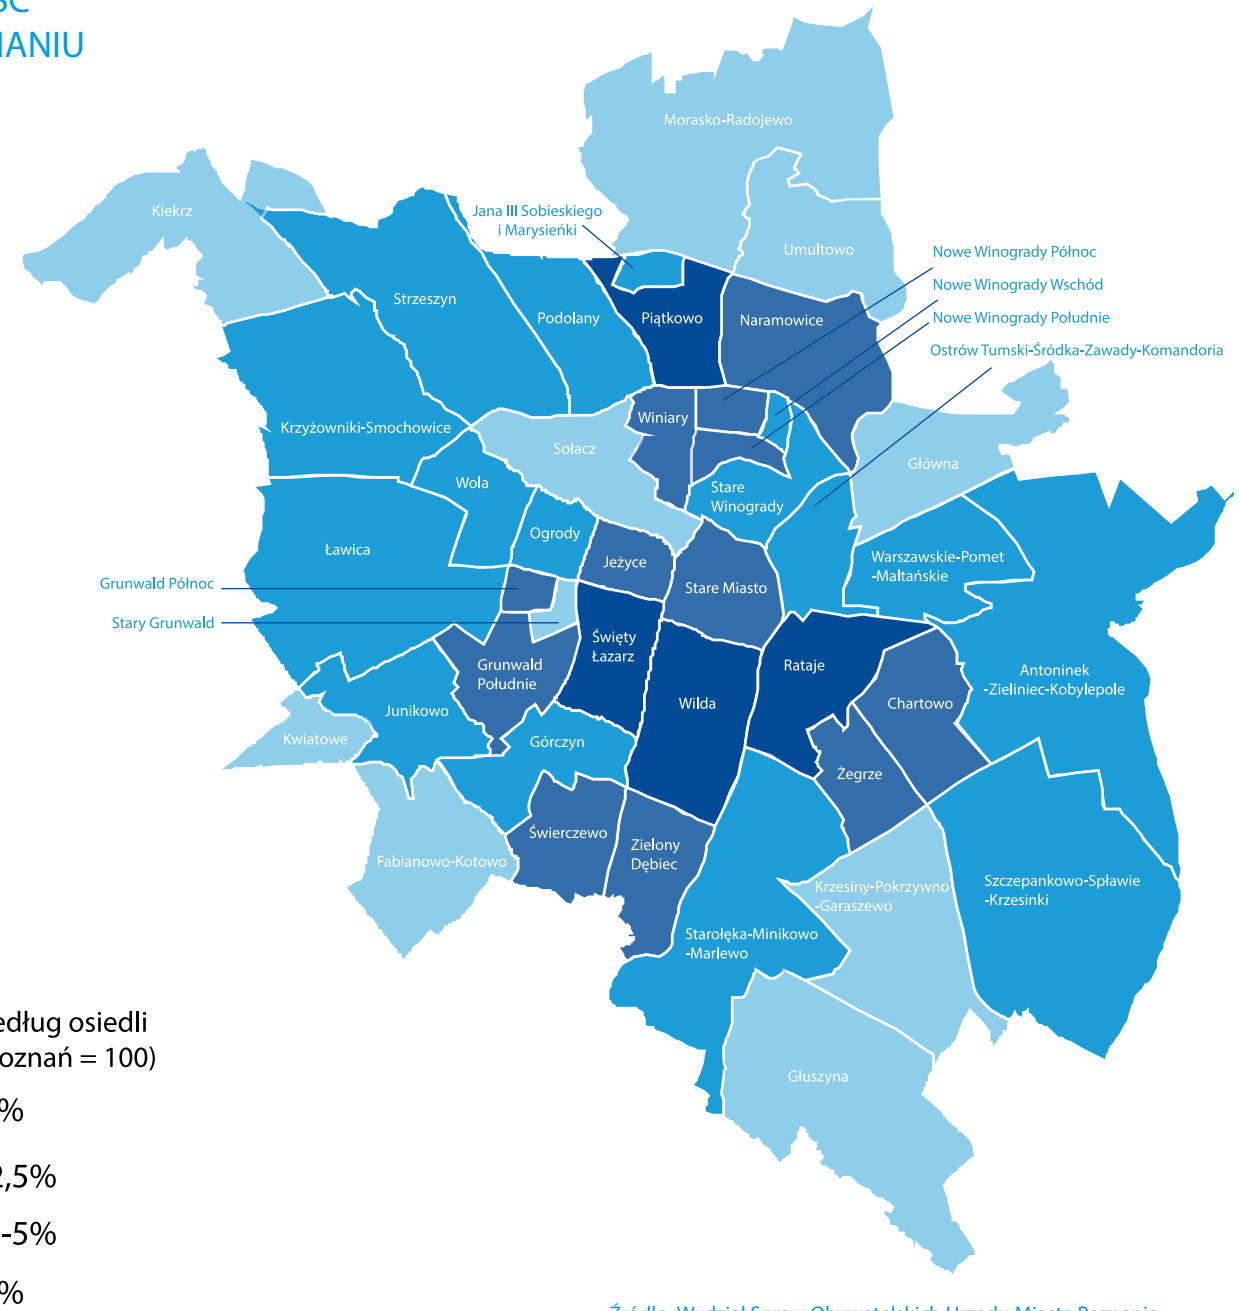 IANIU
Morasko-Radojewo
Kiekrz
Jana III Sobieskiego
i Marysieńki
Umultowo
Nowe Winogrady Północ
Nowe Winogrady Wschód
Nowe Winogrady Południe
Ostrów Tumski-Śródka-Zawady-Komandoria
Strzeszyn
Podolany
Piątkowo
Naramowice
Winiary
Krzyżowniki-Smochowice
Sołacz
Główna
Wola
Stare
Winogrady
Ogrody
Ławica
Jeżyce
Warszawskie-Pomet
-Maltańskie
Grunwald Północ
Stare Miasto
Stary Grunwald
Święty
Łazarz
Grunwald
Południe
Rataje
Antoninek
-Zieliniec-Kobylepole
Wilda
Chartowo
Junikowo
Kwiatowe
Górczyn
Żegrze
Świerczewo
Zielony
Dębiec
Fabianowo-Kotowo
Krzesiny-Pokrzywno
-Garaszewo
Szczepankowo-Spławie
-Krzesinki
Starołęka-Minikowo
-Marlewo
Głuszyna
edług osiedli
oznań = 100)
%
2,5%
-5%
%